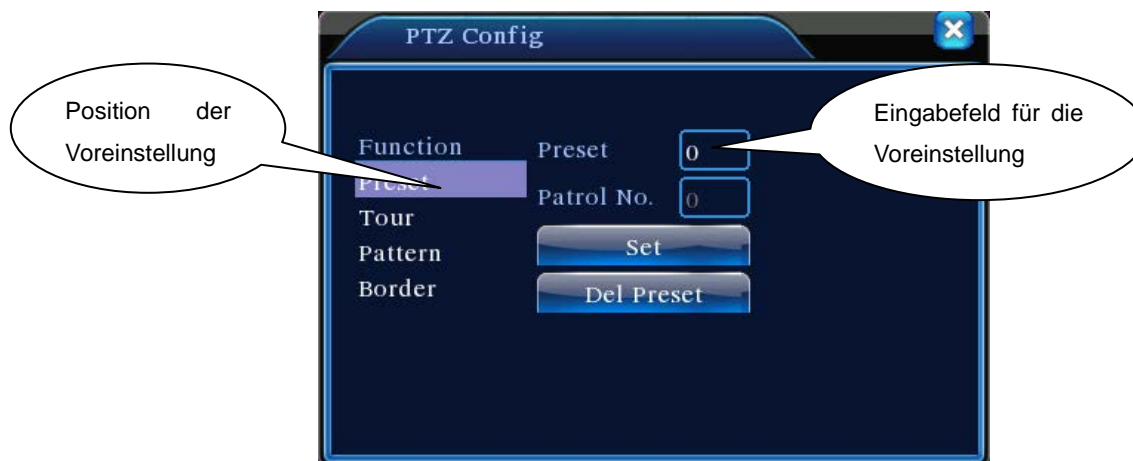 PTZ Config
Position der
Voreinstellung
Eingabefeld für die
Voreinstellung
Function
Preset
Tour
Pattern
Border
Preset 0
Patrol No. 0
Set
Del Preset